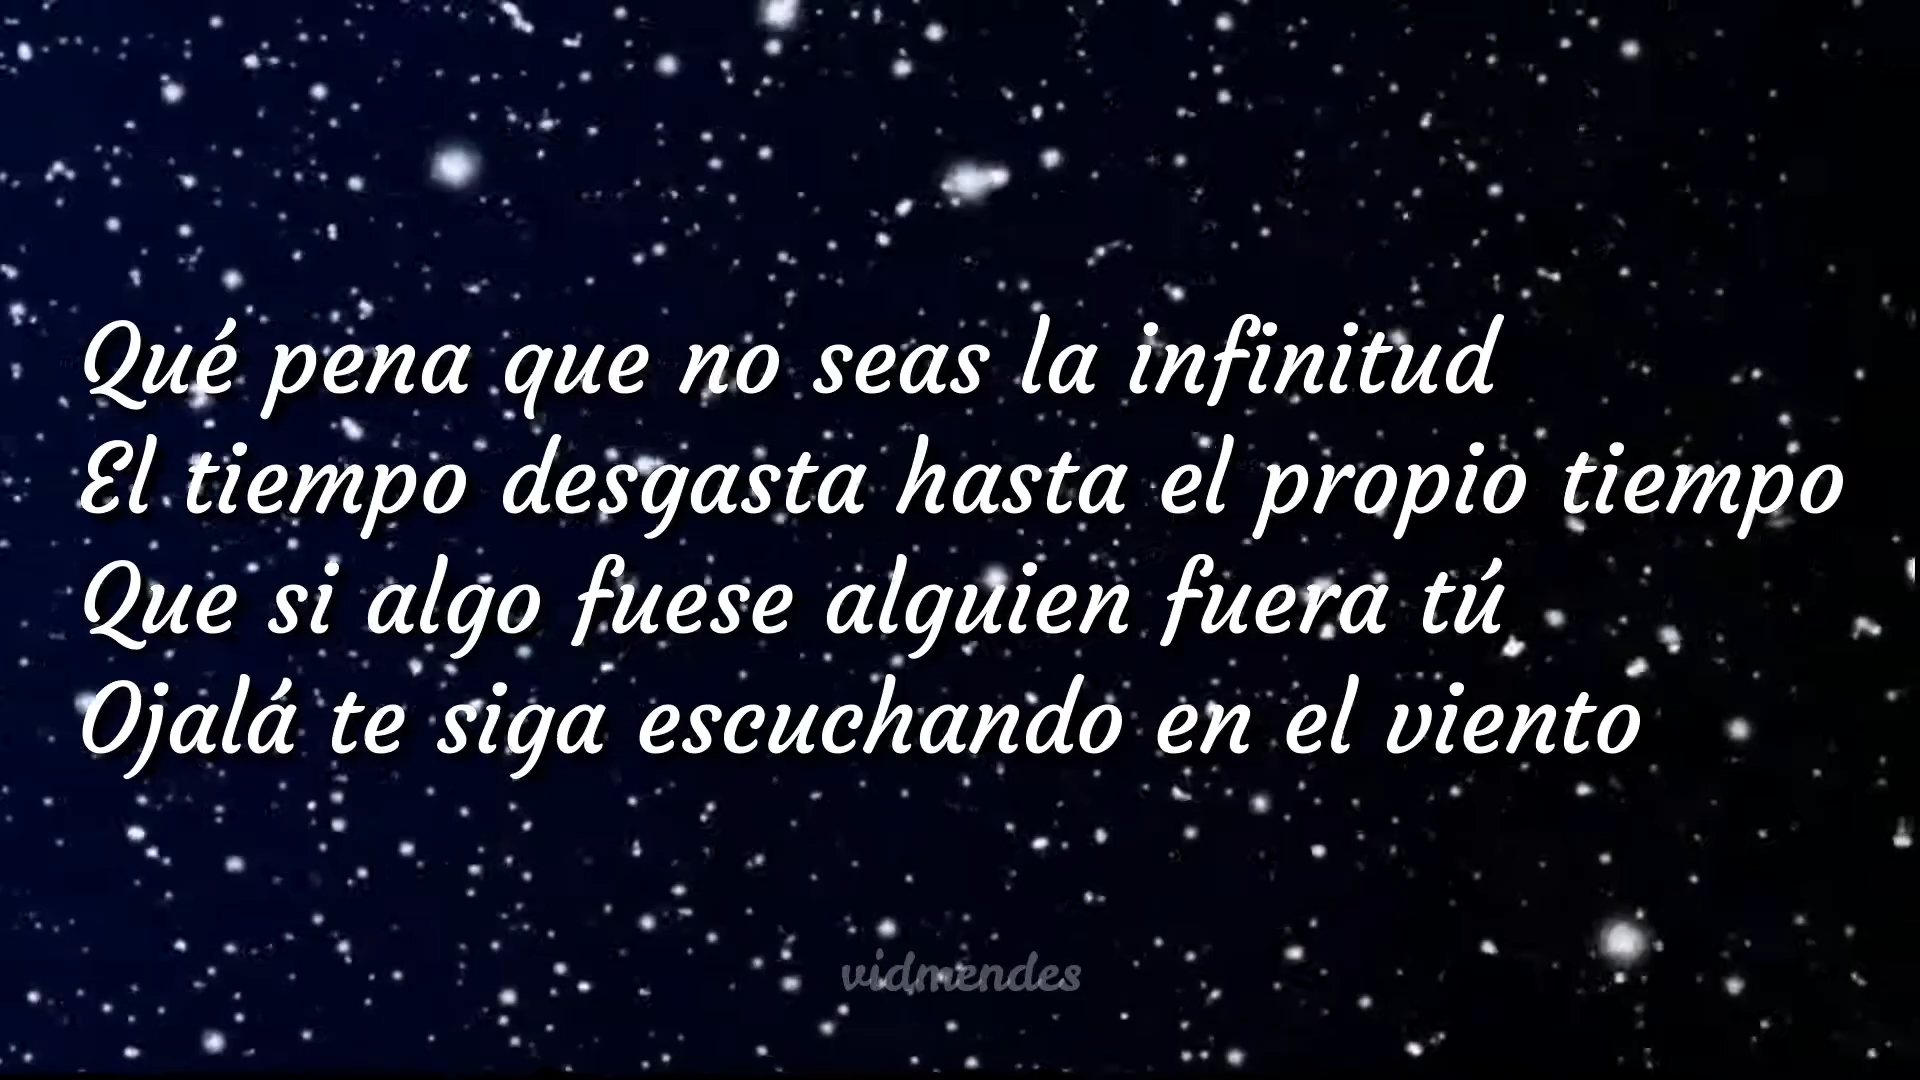 Qué pena que no seas la infinitud
El tiempo desgasta hasta el propio tiempo
Que si algo fuese alguien fuera tú
Ojalá te siga escuchando en el viento
vidmendes